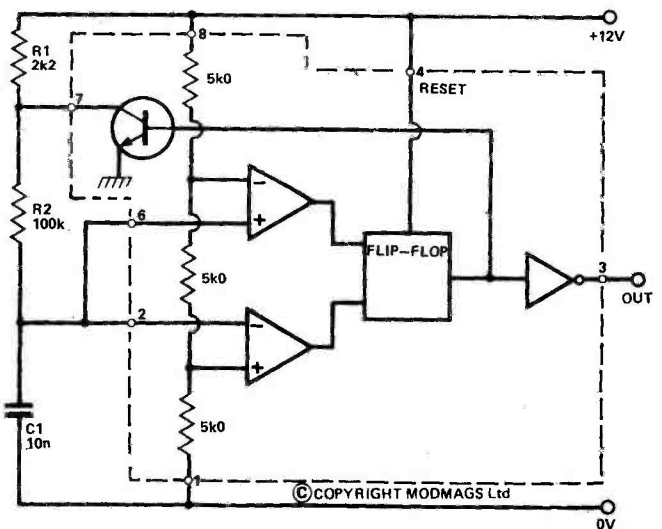 R1
2k2
8
+12V
5k0
4
RESET
7
R2
100k
6
−
+
FLIP-FLOP
5k0
3
OUT
2
−
+
C1
10n
5k0
1
© COPYRIGHT MODMAGS Ltd
0V